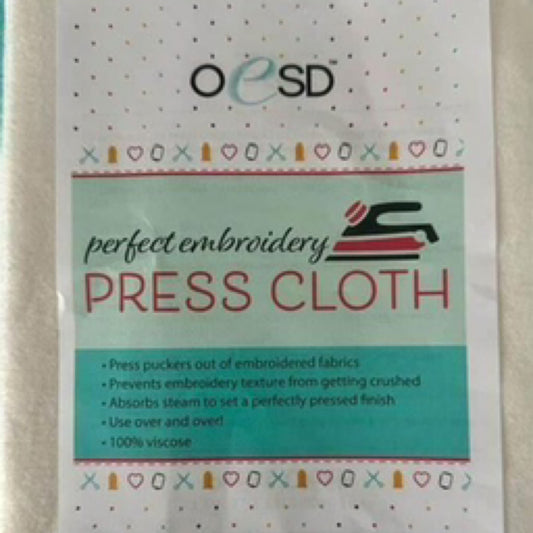 OESD™
perfect embroidery
PRESS CLOTH
• Press puckers out of embroidered fabrics
• Prevents embroidery texture from getting crushed
• Absorbs steam to set a perfectly pressed finish
• Use over and over!
• 100% viscose